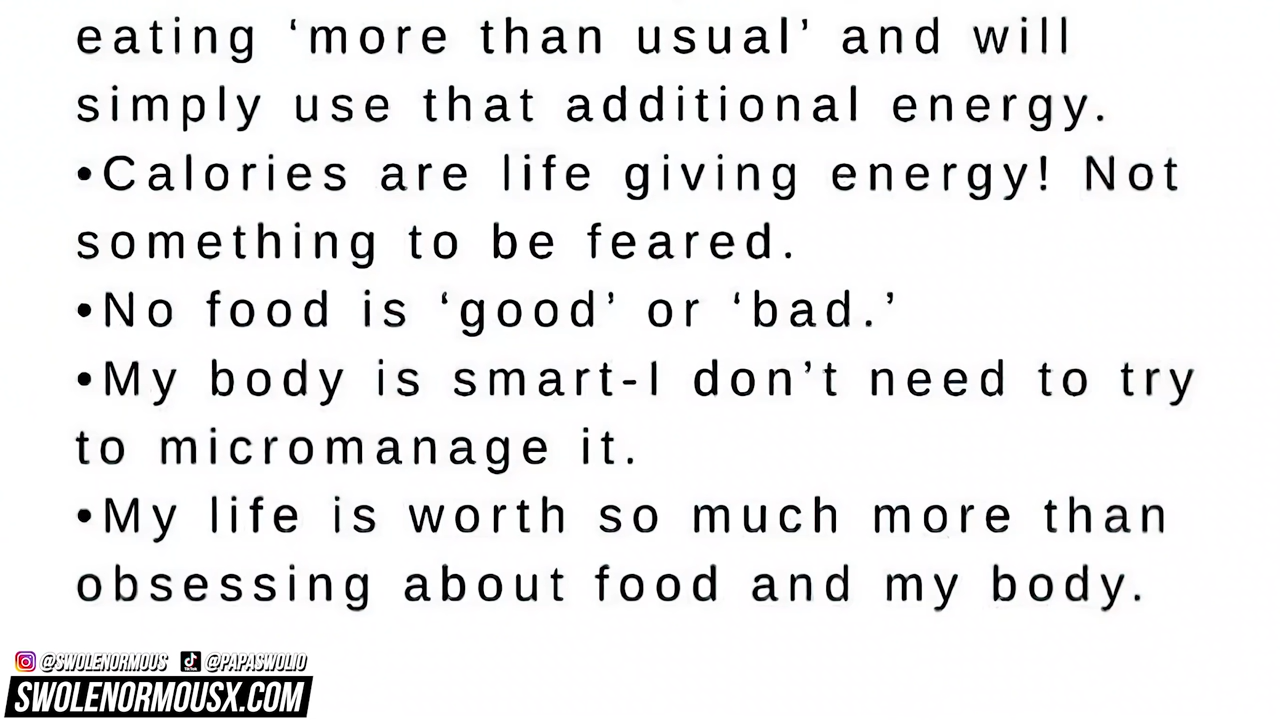 eating ‘more than usual’ and will
simply use that additional energy.
•Calories are life giving energy! Not
something to be feared.
•No food is ‘good’ or ‘bad.’
•My body is smart-I don’t need to try
to micromanage it.
•My life is worth so much more than
obsessing about food and my body.
@SWOLENORMOUS @PAPASWOLIO
SWOLENORMOUSX.COM